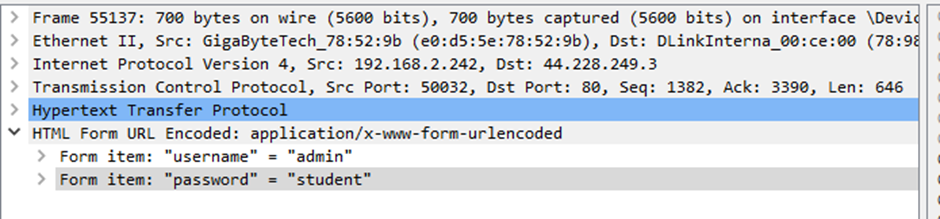 Frame 55137: 700 bytes on wire (5600 bits), 700 bytes captured (5600 bits) on interface \Devic
Ethernet II, Src: GigaByteTech_78:52:9b (e0:d5:5e:78:52:9b), Dst: DLinkInterna_00:ce:00 (78:98
Internet Protocol Version 4, Src: 192.168.2.242, Dst: 44.228.249.3
Transmission Control Protocol, Src Port: 50032, Dst Port: 80, Seq: 1382, Ack: 3390, Len: 646
Hypertext Transfer Protocol
HTML Form URL Encoded: application/x-www-form-urlencoded
Form item: "username" = "admin"
Form item: "password" = "student"